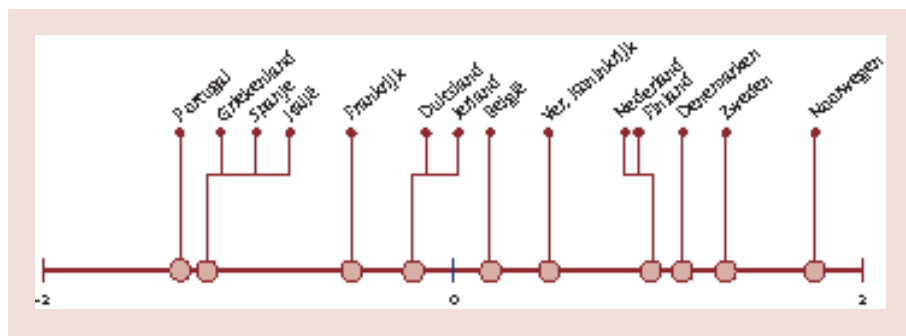 Portugal
Griekenland
Spanje
Italië
Frankrijk
Duitsland
Ierland
België
Ver. Koninkrijk
Nederland
Finland
Denemarken
Zweden
Noorwegen
-2
0
2